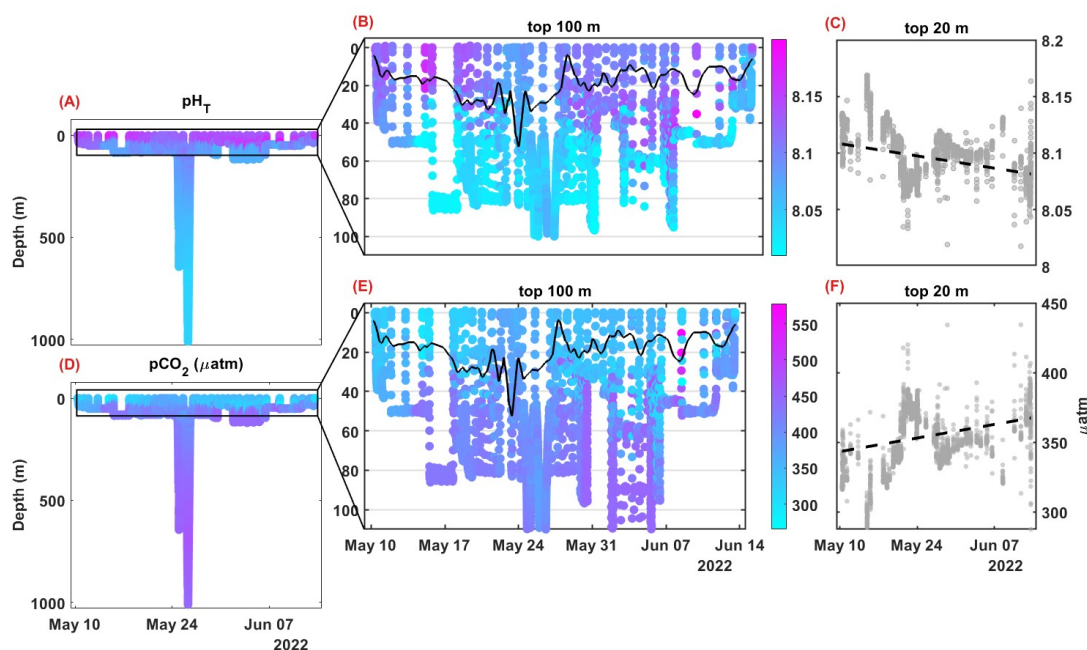 (A)
pH_T
0
500
1000
Depth (m)
(B)
top 100 m
0
20
40
60
80
100
8.15
8.1
8.05
(C)
top 20 m
8.2
8.15
8.1
8.05
8
(D)
pCO₂ (μatm)
0
500
1000
Depth (m)
May 10
May 24
Jun 07
2022
(E)
top 100 m
0
20
40
60
80
100
May 10
May 17
May 24
May 31
Jun 07
Jun 14
2022
550
500
450
400
350
300
(F)
top 20 m
450
400
350
300
μatm
May 10
May 24
Jun 07
2022